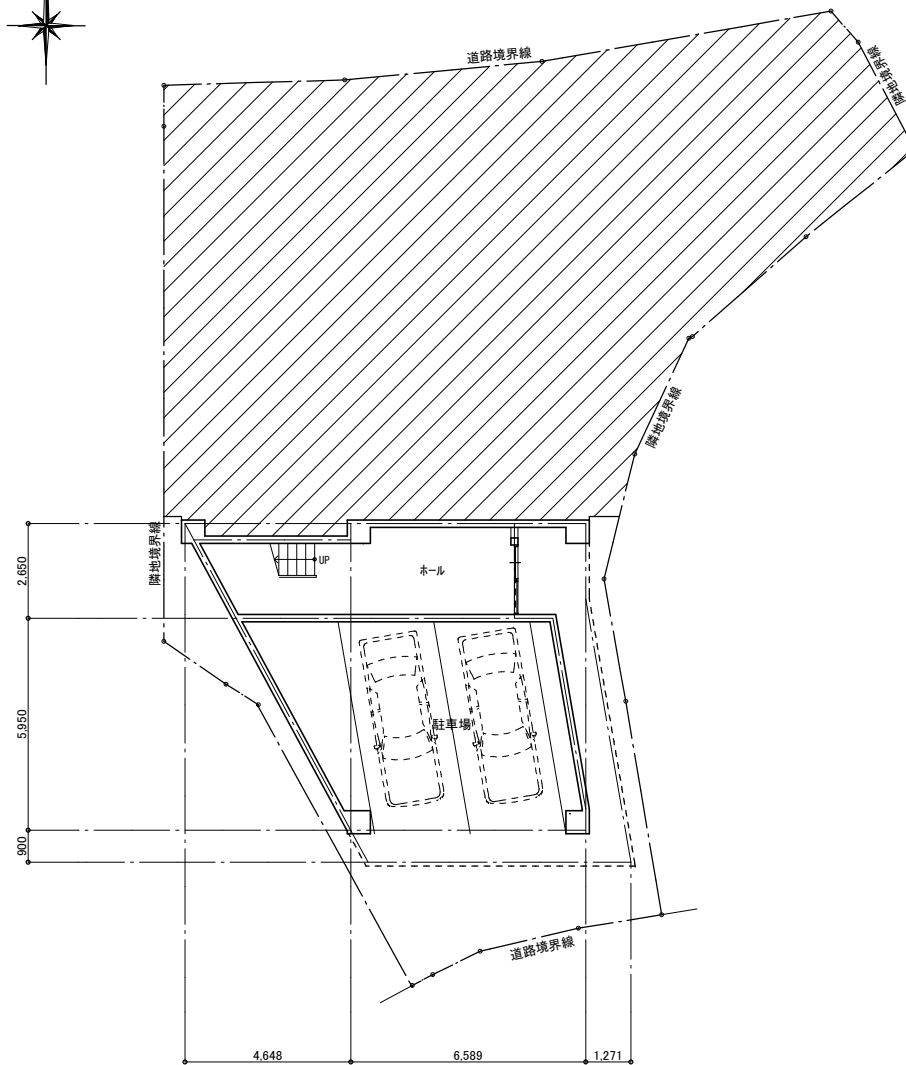 道路境界線
隣地境界線
隣地境界線
隣地境界線
2,650
UP
ホール
5,950
駐車場
900
道路境界線
4,648
6,589
1,271